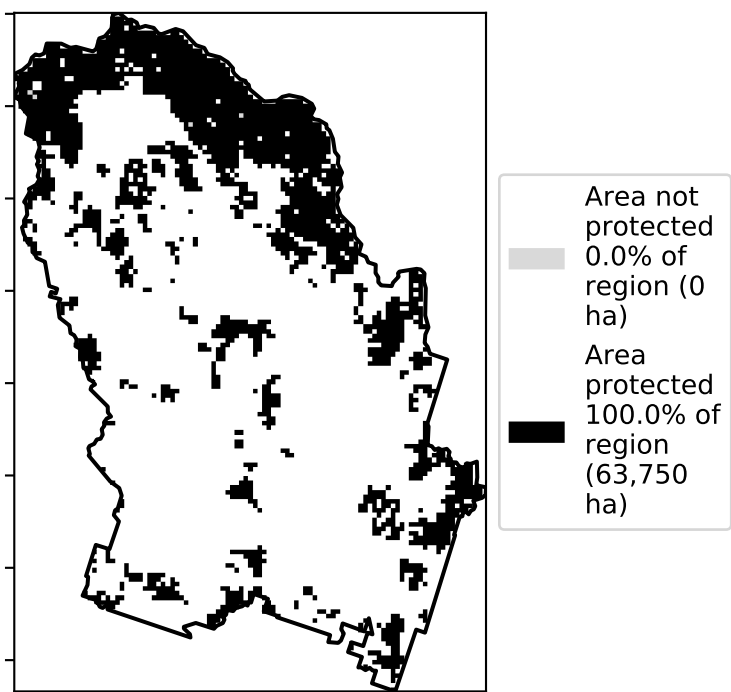 Area not
protected
0.0% of
region (0
ha)
Area
protected
100.0% of
region
(63,750
ha)